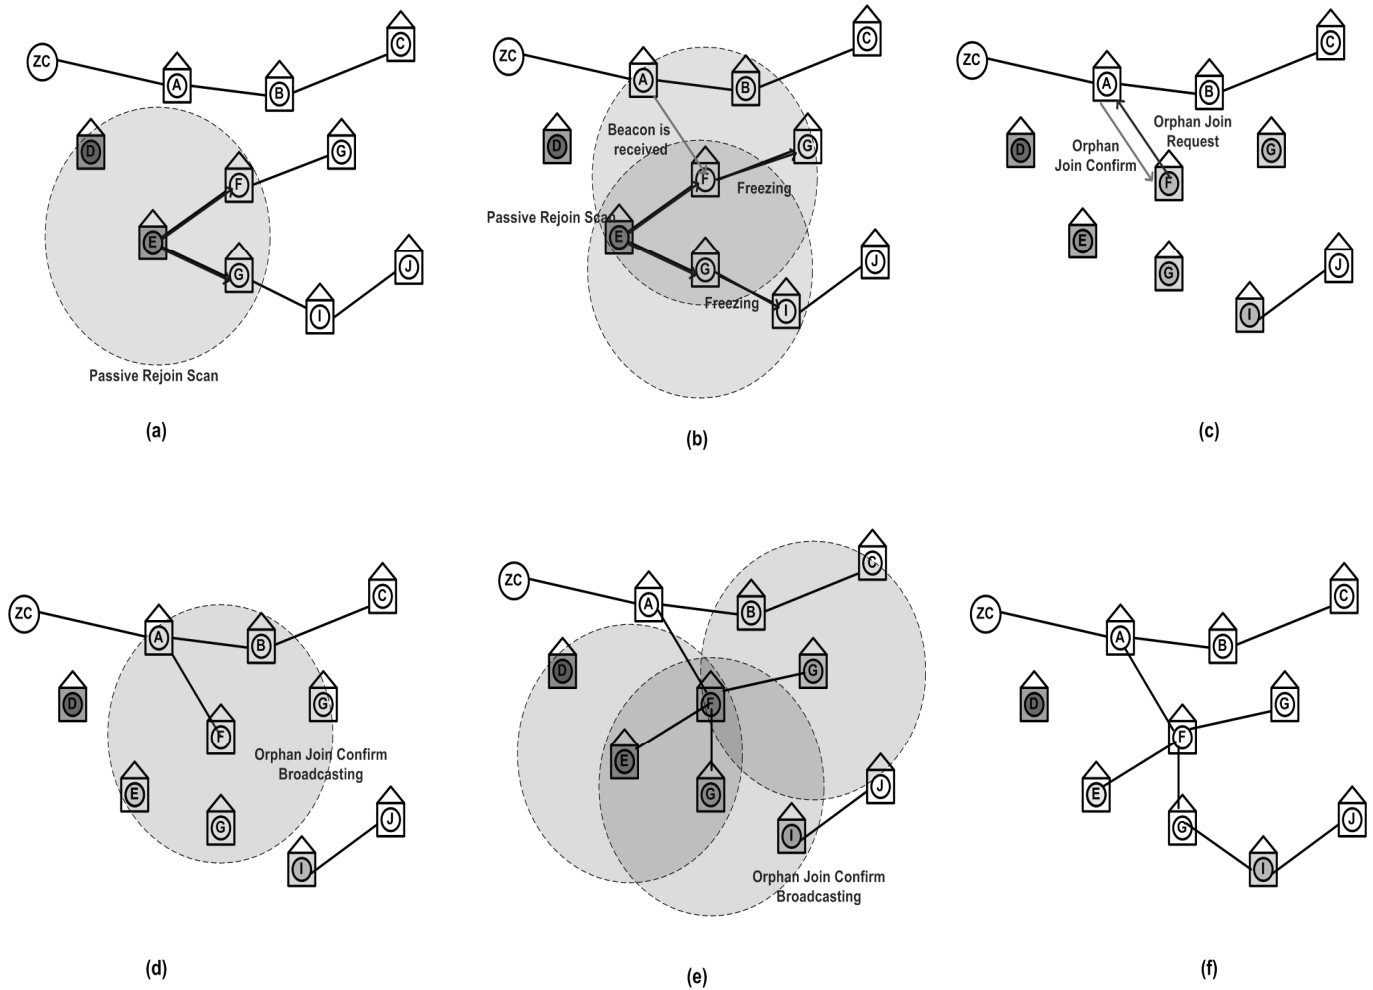 C
ZC
A
B
D
G
F
E
G
J
I
Passive Rejoin Scan
(a)
C
ZC
A
B
Beacon is
received
D
G
F
Freezing
Passive Rejoin Scan
E
G
J
Freezing
I
(b)
C
ZC
A
B
Orphan Join
Request
Orphan
Join Confirm
D
G
F
E
G
J
I
(c)
C
ZC
A
B
D
G
F
Orphan Join Confirm
Broadcasting
E
G
J
I
(d)
C
ZC
A
B
D
G
F
E
G
J
I
Orphan Join Confirm
Broadcasting
(e)
C
ZC
A
B
D
G
F
E
G
J
I
(f)